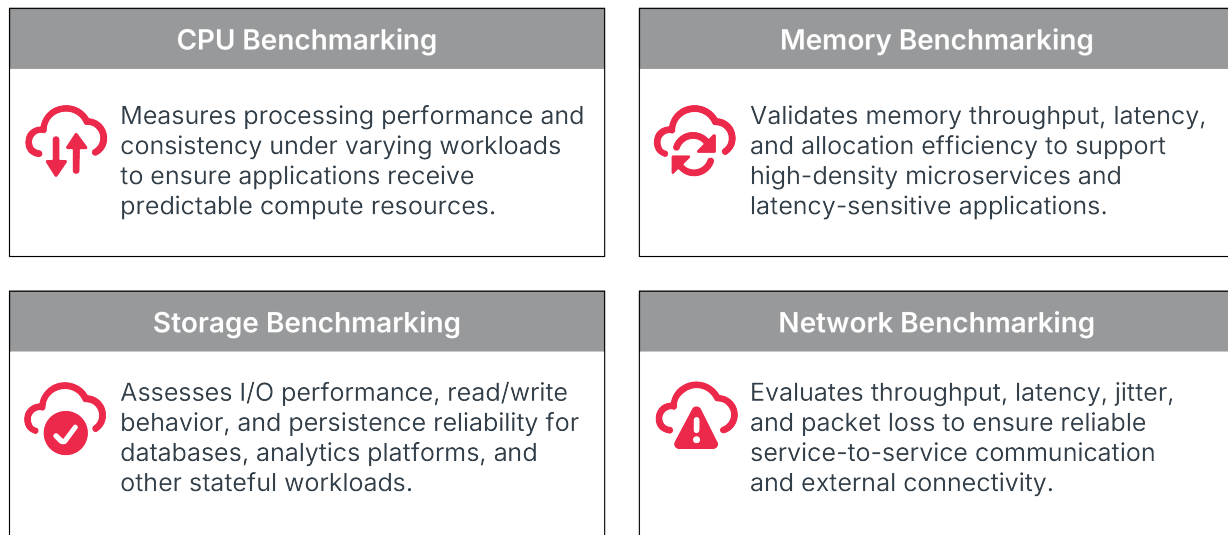 CPU Benchmarking
Measures processing performance and
consistency under varying workloads
to ensure applications receive
predictable compute resources.
Memory Benchmarking
Validates memory throughput, latency,
and allocation efficiency to support
high-density microservices and
latency-sensitive applications.
Storage Benchmarking
Assesses I/O performance, read/write
behavior, and persistence reliability for
databases, analytics platforms, and
other stateful workloads.
Network Benchmarking
Evaluates throughput, latency, jitter,
and packet loss to ensure reliable
service-to-service communication
and external connectivity.